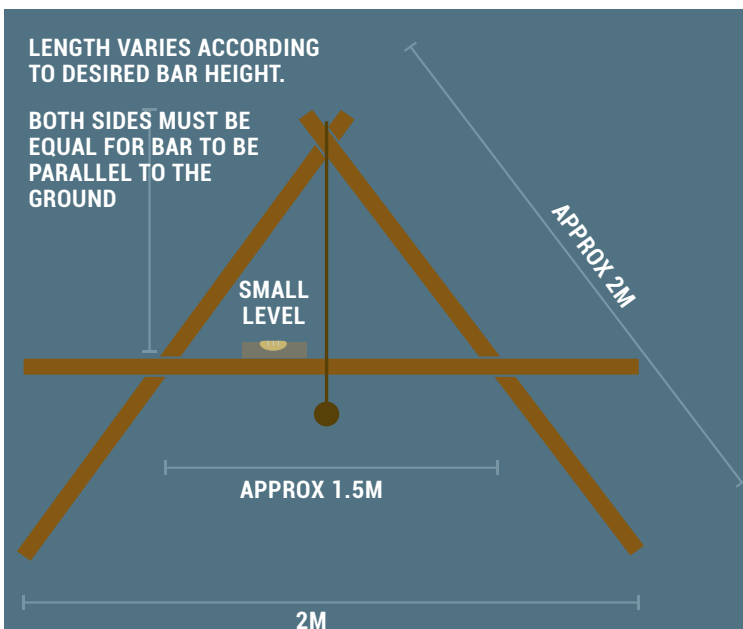 LENGTH VARIES ACCORDING
TO DESIRED BAR HEIGHT.
BOTH SIDES MUST BE
EQUAL FOR BAR TO BE
PARALLEL TO THE
GROUND
APPROX 2M
SMALL
LEVEL
APPROX 1.5M
2M